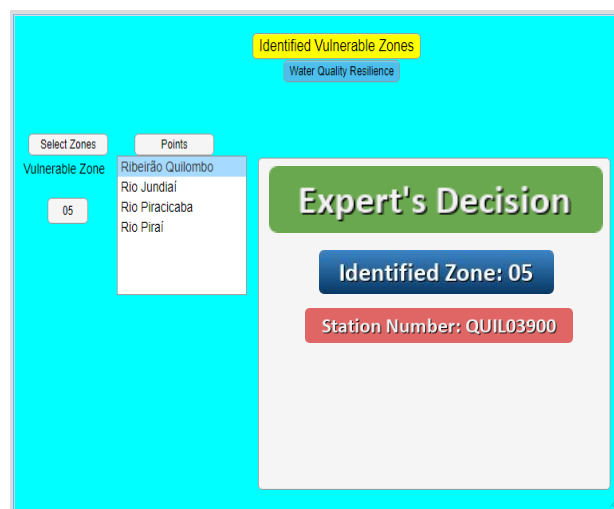 Identified Vulnerable Zones
Water Quality Resilience
Select Zones
Points
Vulnerable Zone
05
Ribeirão Quilombo
Rio Jundiaí
Rio Piracicaba
Rio Piraí
Expert's Decision
Identified Zone: 05
Station Number: QUIL03900